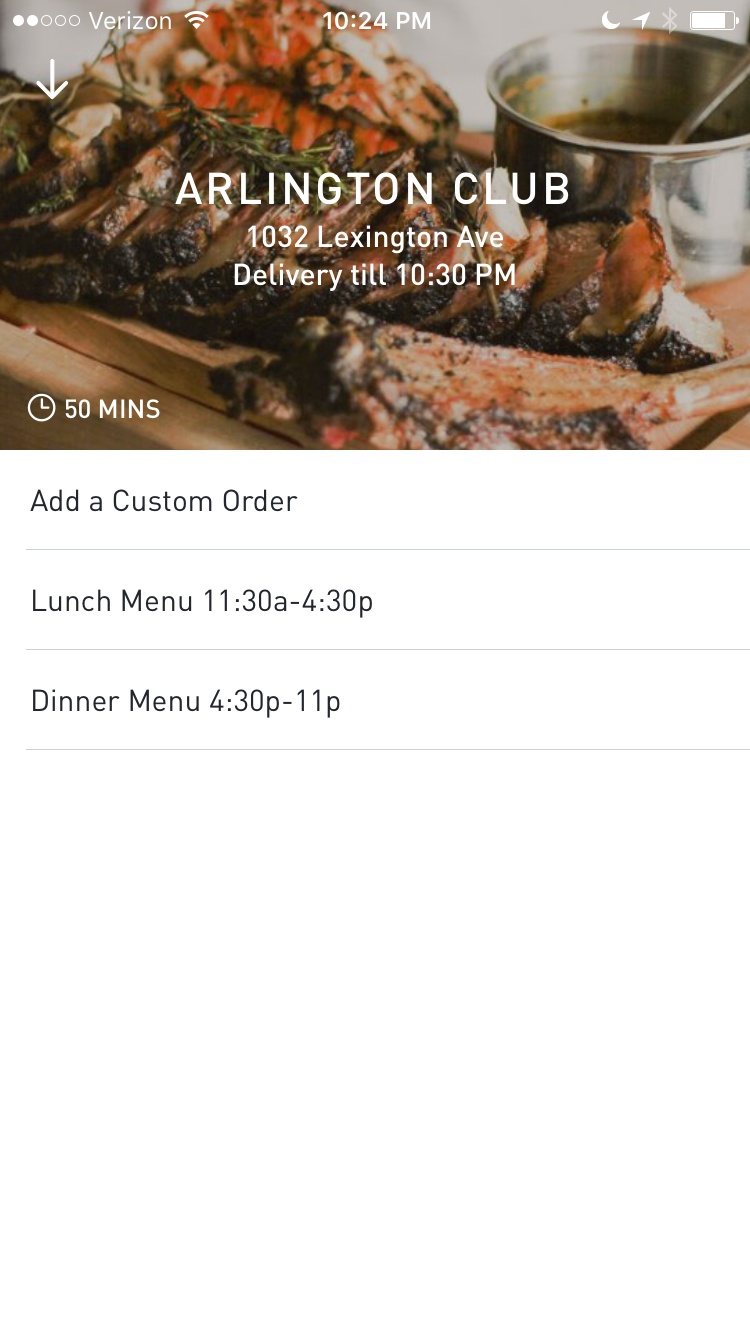 Verizon 10:24 PM
ARLINGTON CLUB
1032 Lexington Ave
Delivery till 10:30 PM
50 MINS
Add a Custom Order
Lunch Menu 11:30a-4:30p
Dinner Menu 4:30p-11p